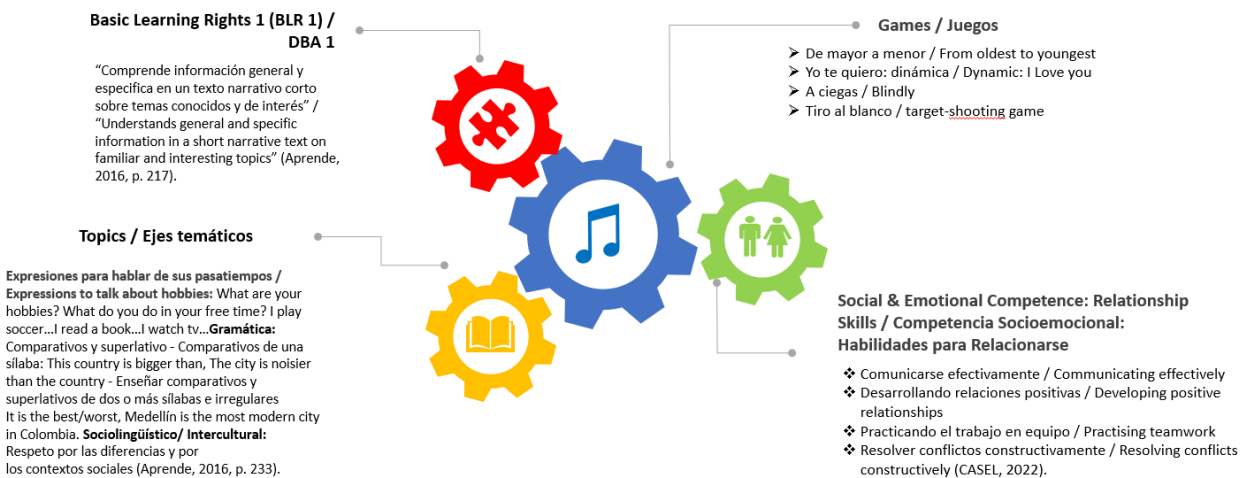 Basic Learning Rights 1 (BLR 1) /
DBA 1
“Comprende información general y
especifica en un texto narrativo corto
sobre temas conocidos y de interés” /
“Understands general and specific
information in a short narrative text on
familiar and interesting topics” (Aprende,
2016, p. 217).
Games / Juegos
De mayor a menor / From oldest to youngest
Yo te quiero: dinámica / Dynamic: I Love you
A ciegas / Blindly
Tiro al blanco / target-shooting game
Topics / Ejes temáticos
Expresiones para hablar de sus pasatiempos /
Expressions to talk about hobbies: What are your
hobbies? What do you do in your free time? I play
soccer…I read a book…I watch tv…Gramática:
Comparativos y superlativo - Comparativos de una
sílaba: This country is bigger than, The city is noisier
than the country - Enseñar comparativos y
superlativos de dos o más sílabas e irregulares
It is the best/worst, Medellín is the most modern city
in Colombia. Sociolingüístico/ Intercultural:
Respeto por las diferencias y por
los contextos sociales (Aprende, 2016, p. 233).
Social & Emotional Competence: Relationship
Skills / Competencia Socioemocional:
Habilidades para Relacionarse
Comunicarse efectivamente / Communicating effectively
Desarrollando relaciones positivas / Developing positive
relationships
Practicando el trabajo en equipo / Practising teamwork
Resolver conflictos constructivamente / Resolving conflicts
constructively (CASEL, 2022).